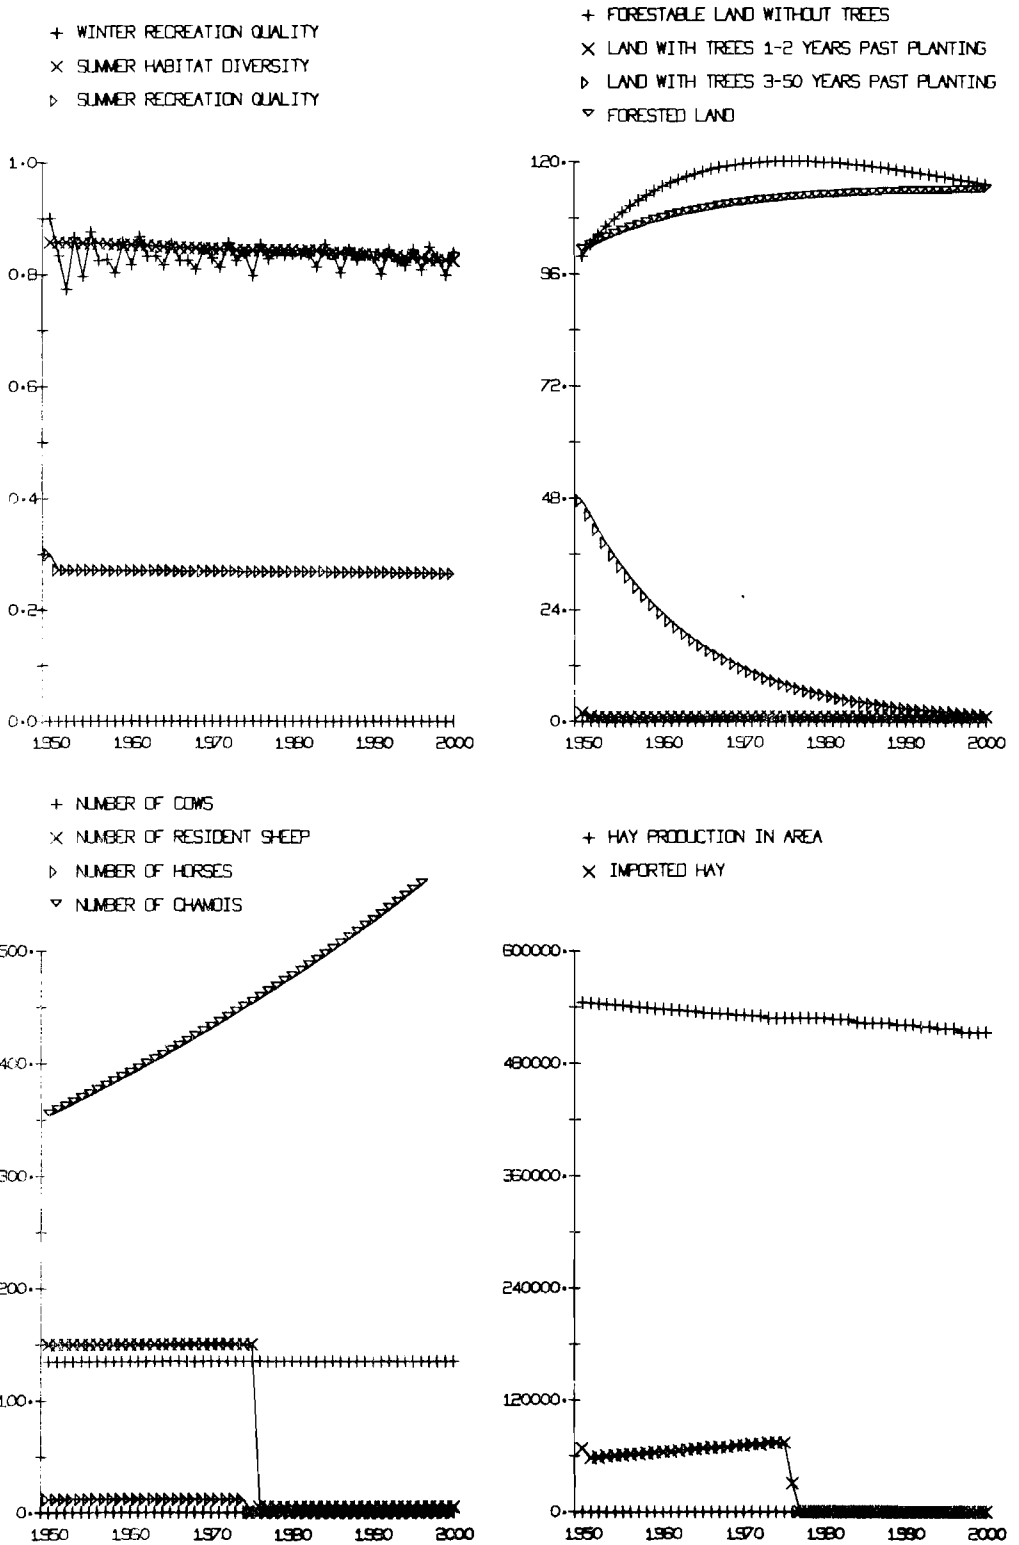 + WINTER RECREATION QUALITY
× SUMMER HABITAT DIVERSITY
▷ SUMMER RECREATION QUALITY
1.0
0.8
0.6
0.4
0.2
0.0
1950 1960 1970 1980 1990 2000
+ FORESTABLE LAND WITHOUT TREES
× LAND WITH TREES 1-2 YEARS PAST PLANTING
▷ LAND WITH TREES 3-50 YEARS PAST PLANTING
▽ FORESTED LAND
120.
96.
72.
48.
24.
0.
1950 1960 1970 1980 1990 2000
+ NUMBER OF COWS
× NUMBER OF RESIDENT SHEEP
▷ NUMBER OF HORSES
▽ NUMBER OF CHAMOIS
500.
400.
300.
200.
100.
0.
1950 1960 1970 1980 1990 2000
+ HAY PRODUCTION IN AREA
× IMPORTED HAY
600000.
480000.
360000.
240000.
120000.
0.
1950 1960 1970 1980 1990 2000